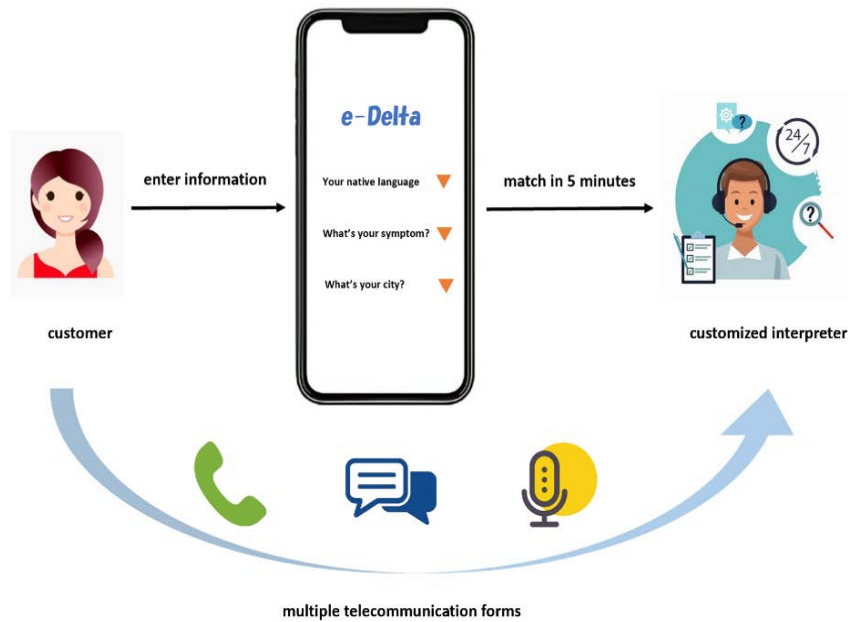 e-Delta
enter information
Your native language
match in 5 minutes
24/7
?
?
What's your symptom?
What's your city?
customer
customized interpreter
multiple telecommunication forms